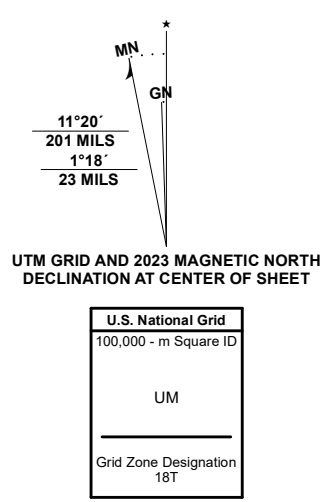 ★
MN
GN
11°20´
201 MILS
1°18´
23 MILS
UTM GRID AND 2023 MAGNETIC NORTH
DECLINATION AT CENTER OF SHEET
U.S. National Grid
100,000 - m Square ID
UM
Grid Zone Designation
18T